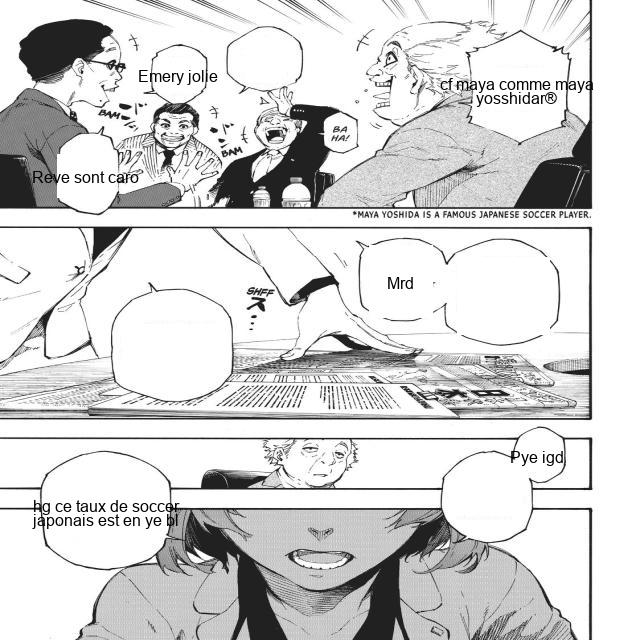 Emery jolie
cf maya comme maya
yosshidar®
BAM
BAM
BA
HA!
Reve sont caro
*MAYA YOSHIDA IS A FAMOUS JAPANESE SOCCER PLAYER.
SHFF
ス
Mrd
Pye igd
hg ce taux de soccer
japonais est en ye bl